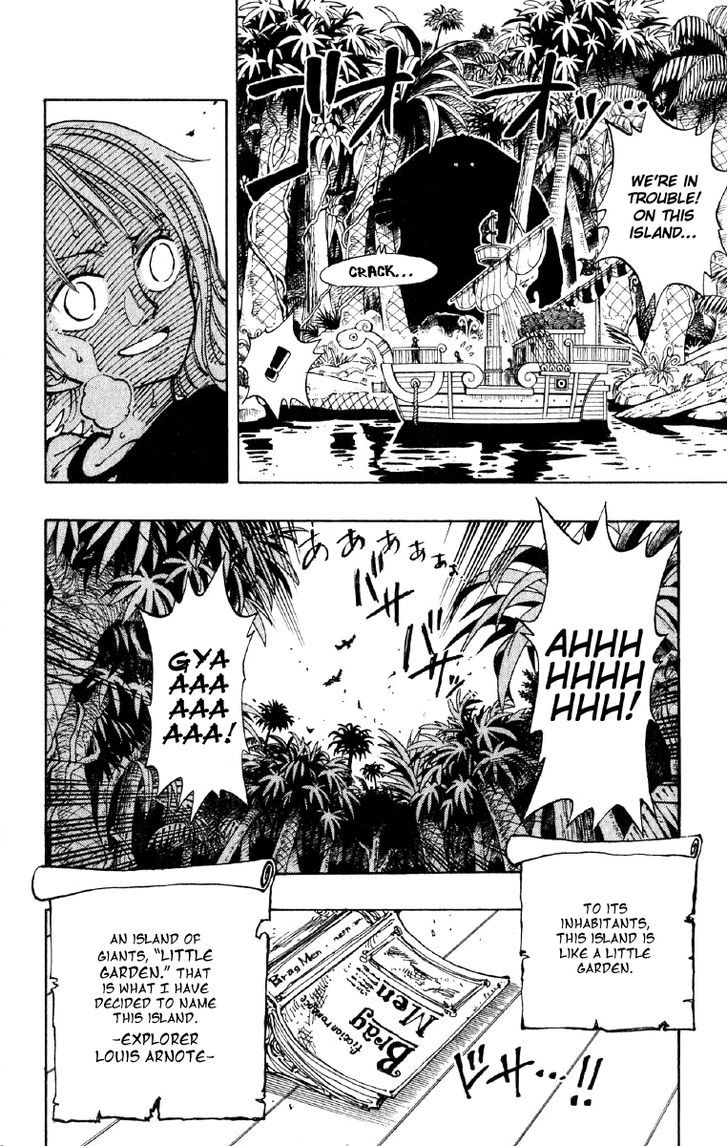 WE'RE IN
TROUBLE!
ON THIS
ISLAND...
ゴオオッ
CRACK...
!!
AHHH
HHHH
HHH!
ああああぁ
バサ
バサ
GYA
AAA
AAA
AAA!
TO ITS
INHABITANTS,
THIS ISLAND IS
LIKE A LITTLE
GARDEN.
Brag Men
Brag
Men
AN ISLAND OF
GIANTS, "LITTLE
GARDEN." THAT
IS WHAT I HAVE
DECIDED TO NAME
THIS ISLAND.
-EXPLORER
LOUIS ARNOTE-
ドン...!!